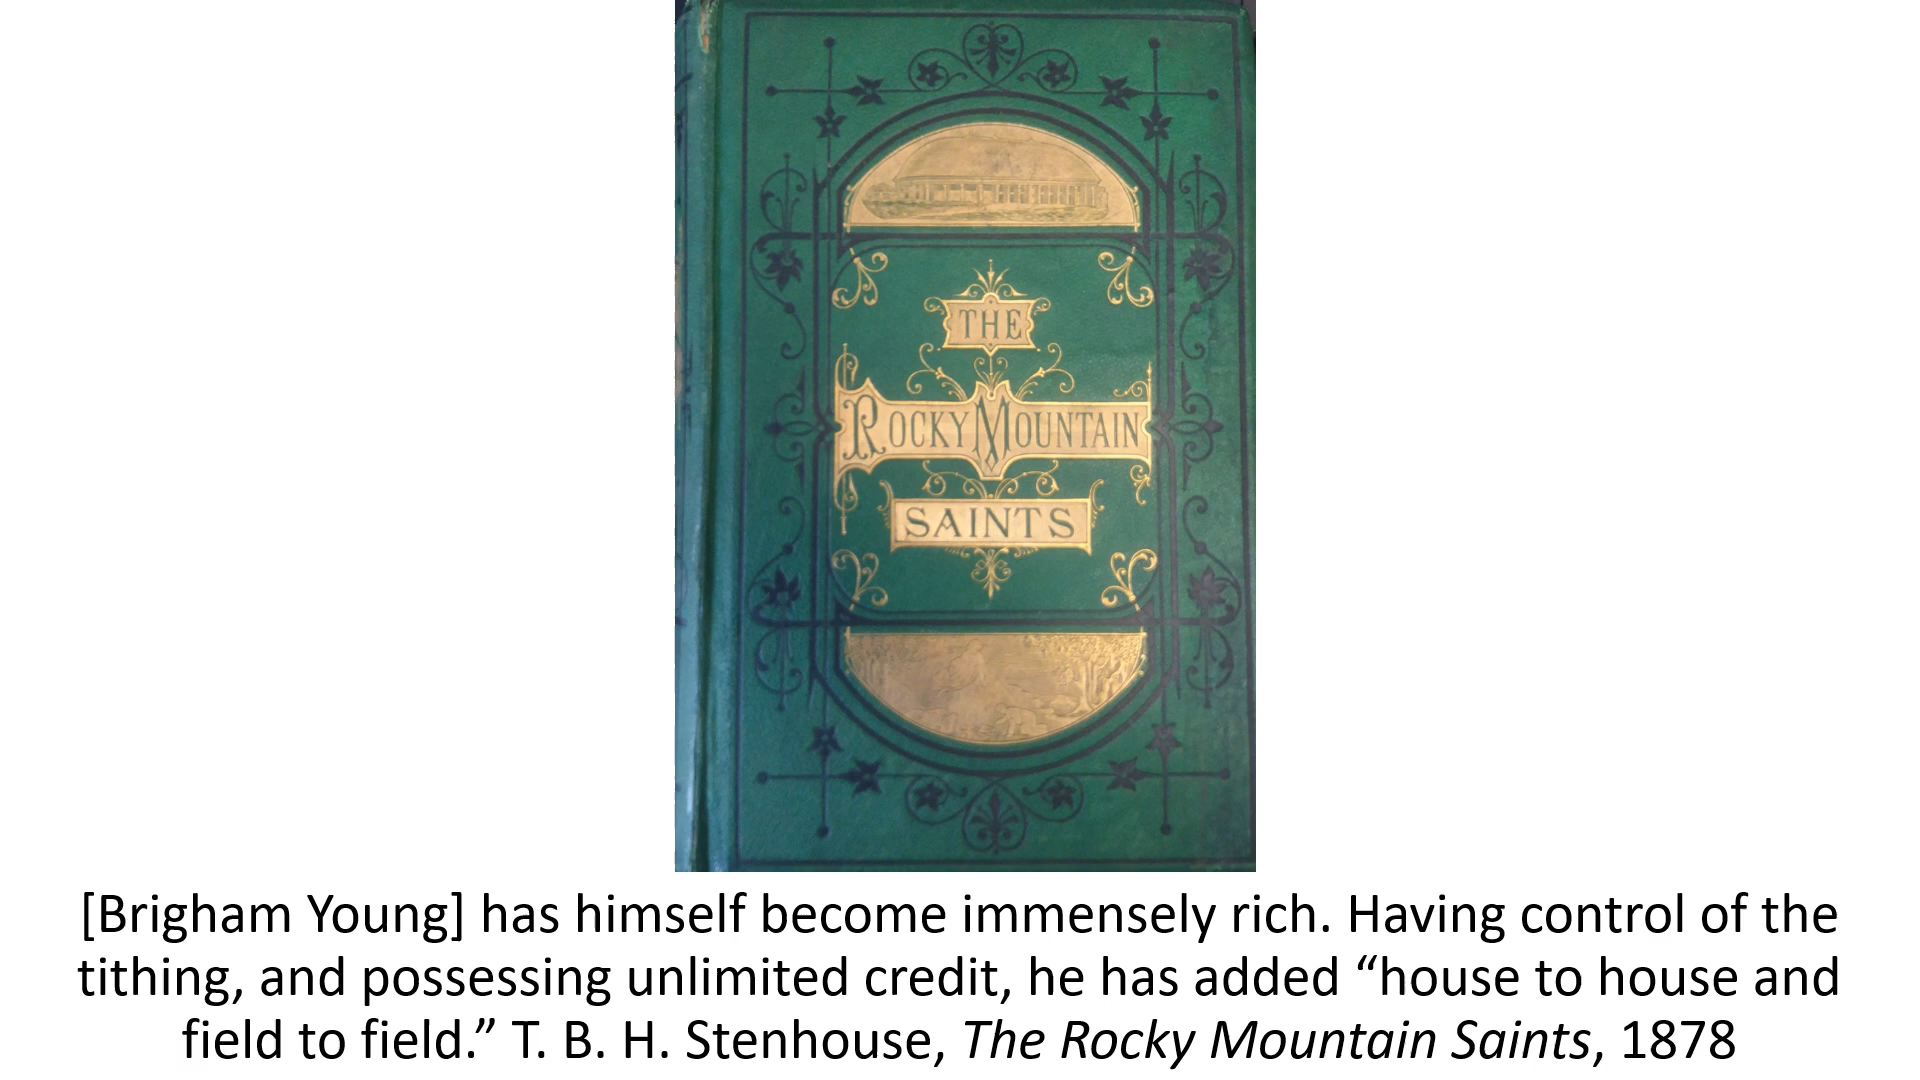 THE
ROCKY MOUNTAIN
SAINTS
[Brigham Young] has himself become immensely rich. Having control of the
tithing, and possessing unlimited credit, he has added “house to house and
field to field.” T. B. H. Stenhouse, The Rocky Mountain Saints, 1878